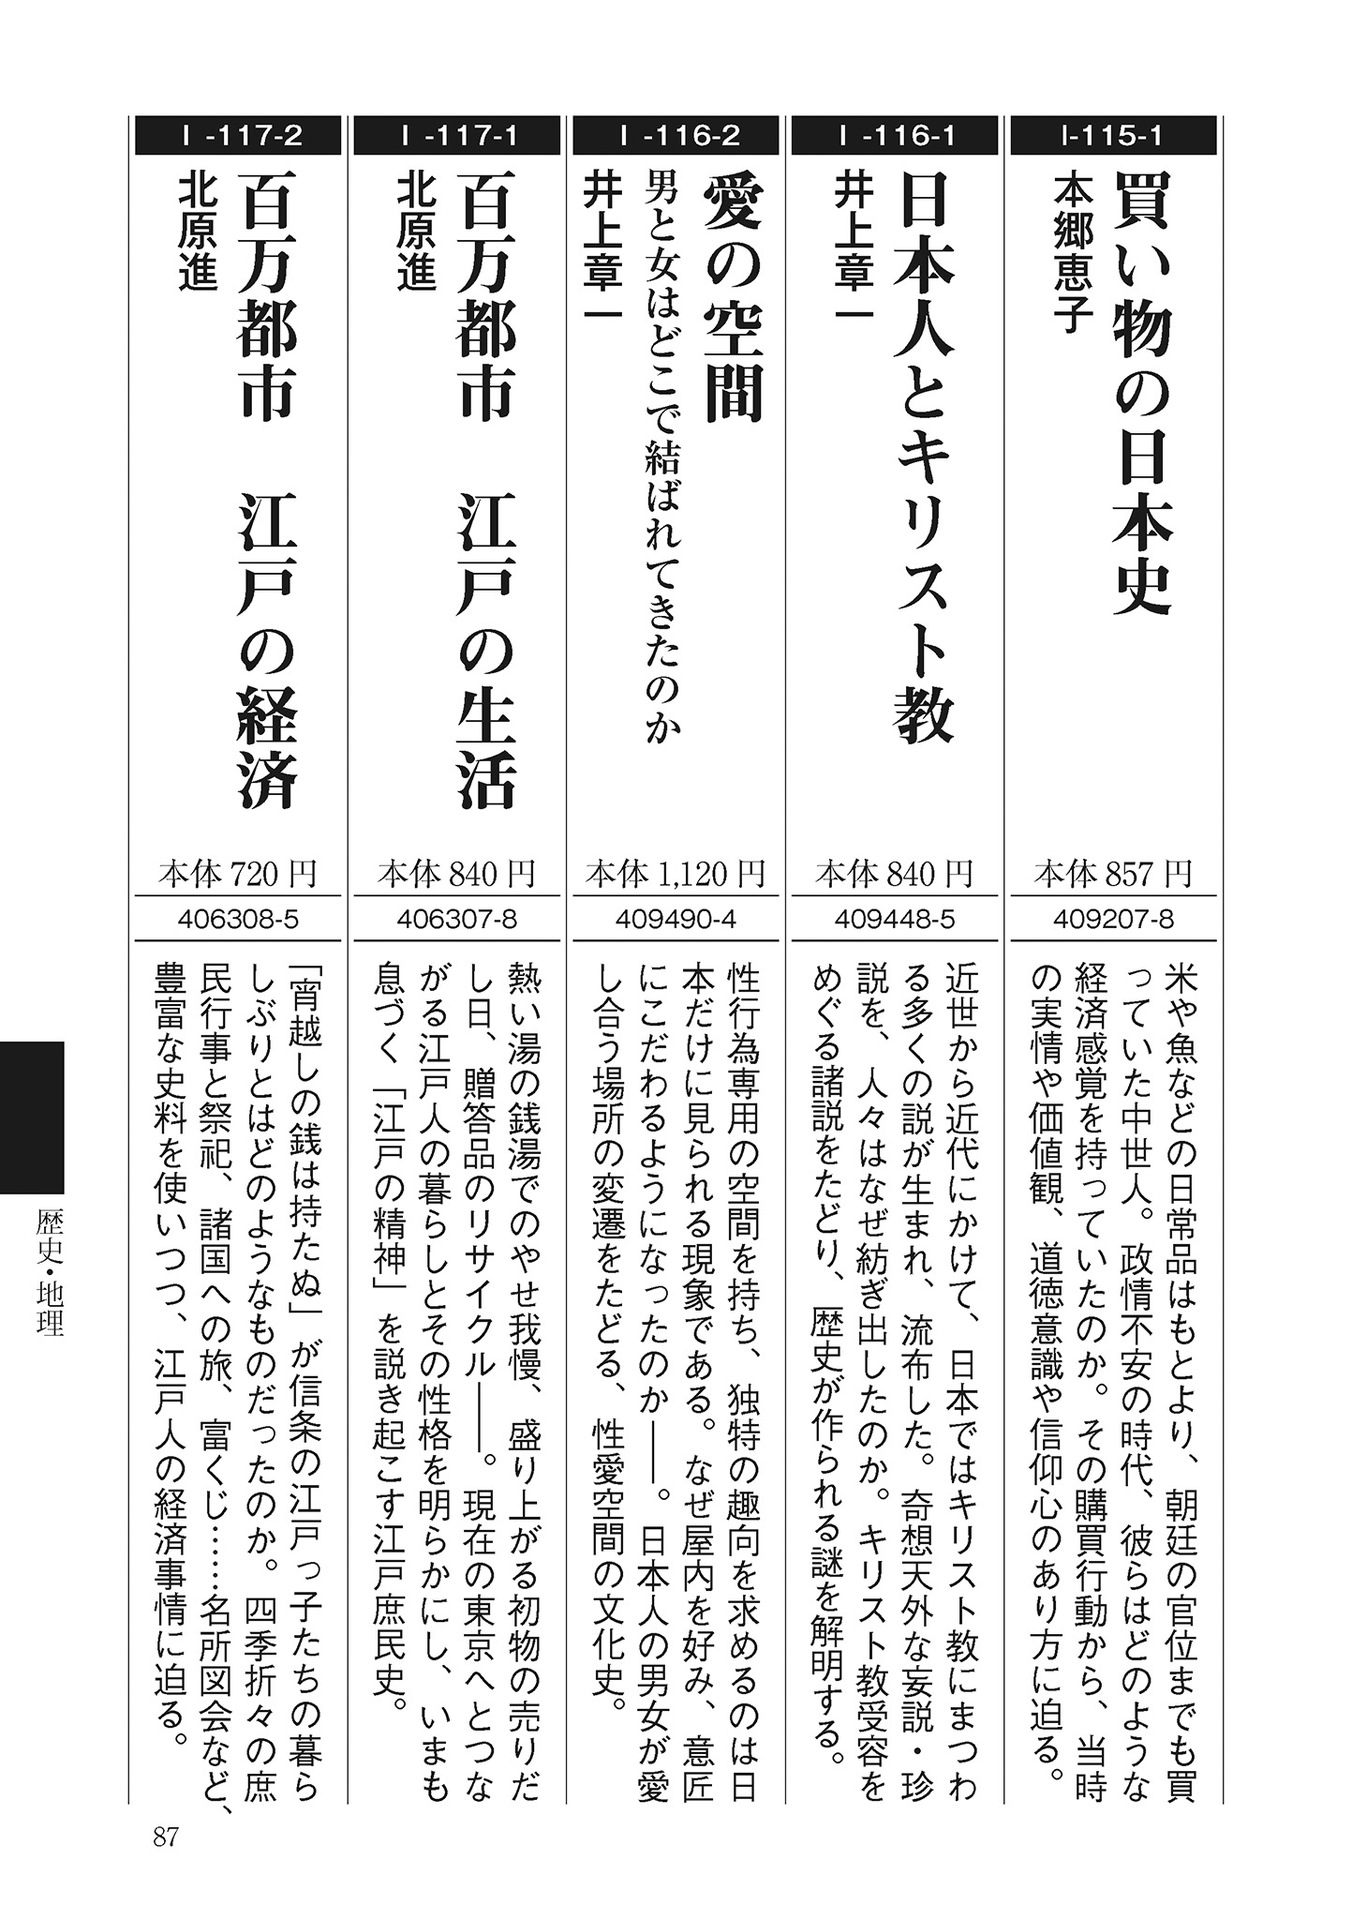 I-115-1
買い物の日本史
本郷恵子
本体857円
409207-8
米や魚などの日常品はもとより、朝廷の官位までも買
っていた中世人。政情不安の時代、彼らはどのような
経済感覚を持っていたのか。その購買行動から、当時
の実情や価値観、道徳意識や信仰心のあり方に迫る。
I-116-1
日本人とキリスト教
井上章一
本体840円
409448-5
近世から近代にかけて、日本ではキリスト教にまつわ
る多くの説が生まれ、流布した。奇想天外な妄説・珍
説を、人々はなぜ紡ぎ出したのか。キリスト教受容を
めぐる諸説をたどり、歴史が作られる謎を解明する。
I-116-2
愛の空間
男と女はどこで結ばれてきたのか
井上章一
本体1,120円
409490-4
性行為専用の空間を持ち、独特の趣向を求めるのは日
本だけに見られる現象である。なぜ屋内を好み、意匠
にこだわるようになったのか――。日本人の男女が愛
し合う場所の変遷をたどる、性愛空間の文化史。
I-117-1
百万都市　江戸の生活
北原進
本体840円
406307-8
熱い湯の銭湯でのやせ我慢、盛り上がる初物の売りだ
し日、贈答品のリサイクル――。現在の東京へとつな
がる江戸人の暮らしとその性格を明らかにし、いまも
息づく「江戸の精神」を説き起こす江戸庶民史。
I-117-2
百万都市　江戸の経済
北原進
本体720円
406308-5
「宵越しの銭は持たぬ」が信条の江戸っ子たちの暮ら
しぶりとはどのようなものだったのか。四季折々の庶
民行事と祭祀、諸国への旅、富くじ……名所図会など、
豊富な史料を使いつつ、江戸人の経済事情に迫る。
歴史・地理
87